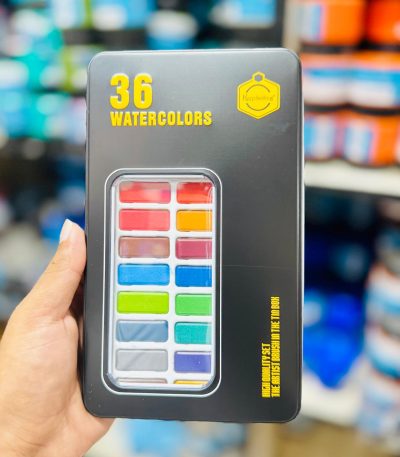 36
WATERCOLORS
HIGH QUALITY SET
THE ARTIST BRUSH IN THE TIN BOX